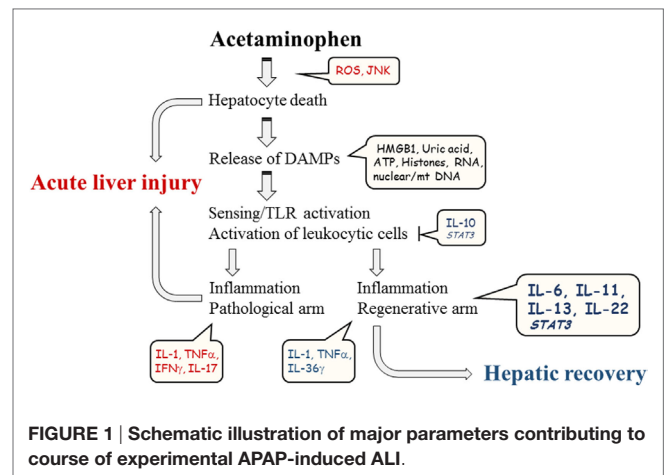 Acetaminophen
ROS, JNK
Hepatocyte death
HMGB1, Uric acid,
ATP, Histones, RNA,
nuclear/mt DNA
Release of DAMPs
Acute liver injury
Sensing/TLR activation
Activation of leukocytic cells
IL-10
STAT3
Inflammation
Pathological arm
Inflammation
Regenerative arm
IL-6, IL-11,
IL-13, IL-22
STAT3
IL-1, TNFα,
IFNγ, IL-17
IL-1, TNFα,
IL-36γ
Hepatic recovery
FIGURE 1 | Schematic illustration of major parameters contributing to
course of experimental APAP-induced ALI.